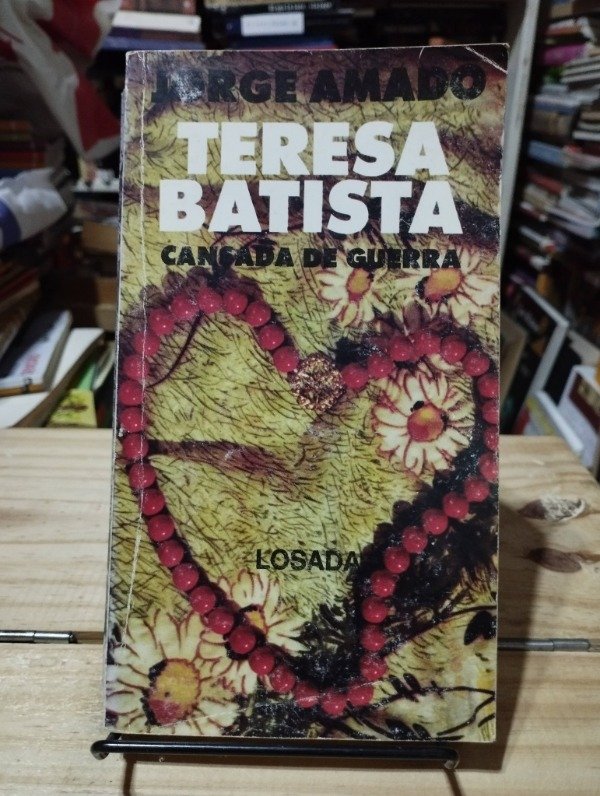 JORGE AMADO
TERESA
BATISTA
CANSADA DE GUERRA
LOSADA